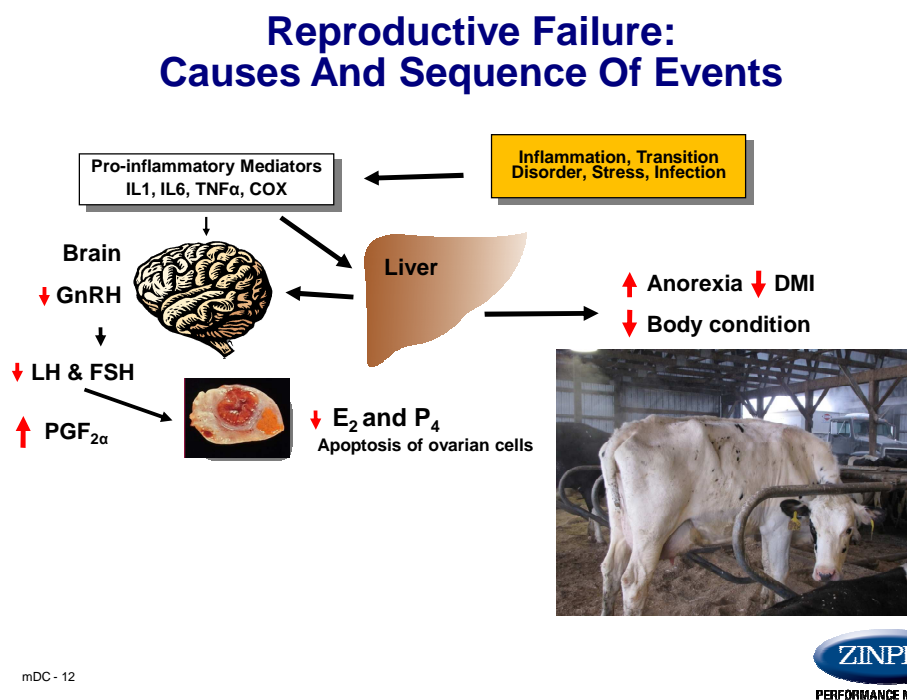 Reproductive Failure:
Causes And Sequence Of Events
Pro-inflammatory Mediators
IL1, IL6, TNFα, COX
Inflammation, Transition
Disorder, Stress, Infection
Brain
GnRH
Liver
Anorexia DMI
Body condition
LH & FSH
PGF2α
E2 and P4
Apoptosis of ovarian cells
mDC - 12
ZINP
PERFORMANCE